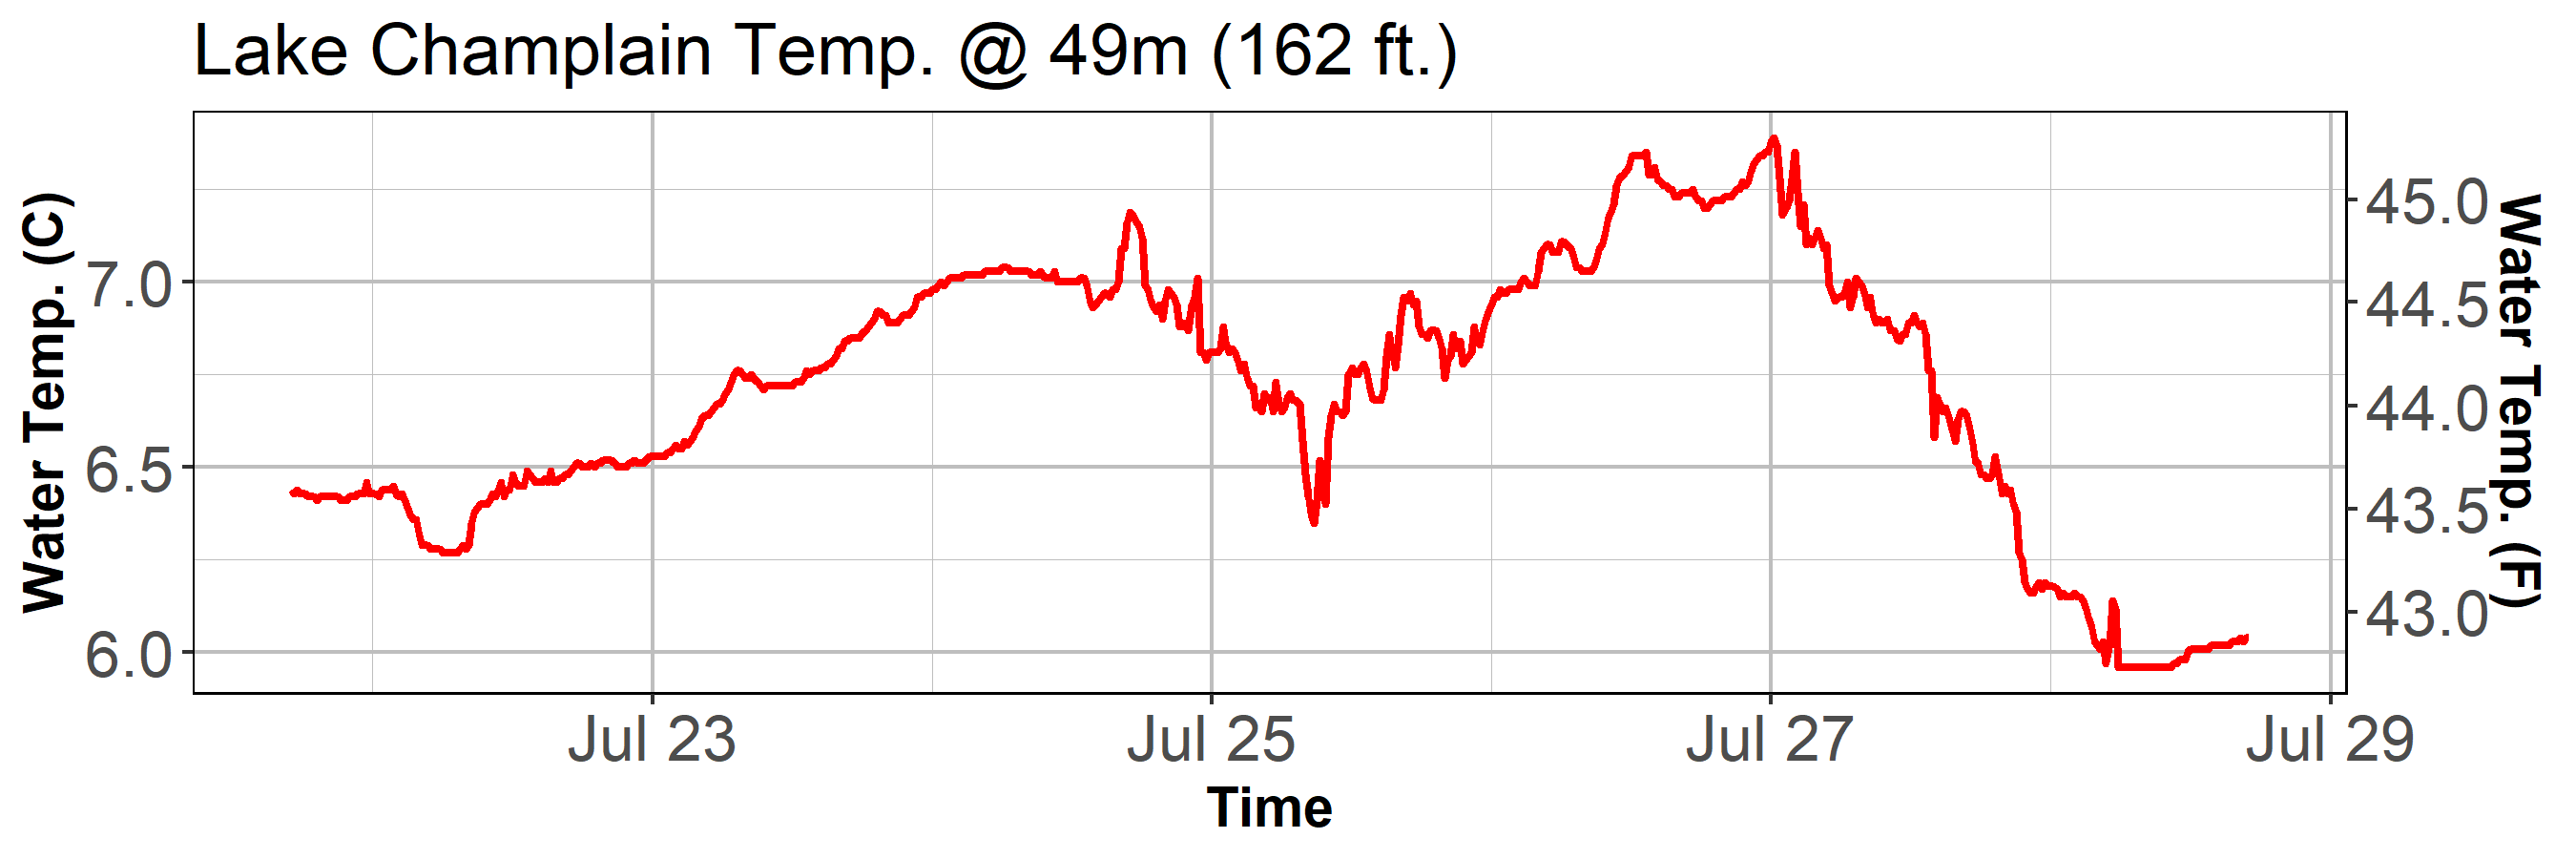 Lake Champlain Temp. @ 49m (162 ft.)
Water Temp. (C)
7.0
6.5
6.0
45.0
44.5
44.0
43.5
43.0
Water Temp. (F)
Jul 23 Jul 25 Jul 27 Jul 29
Time